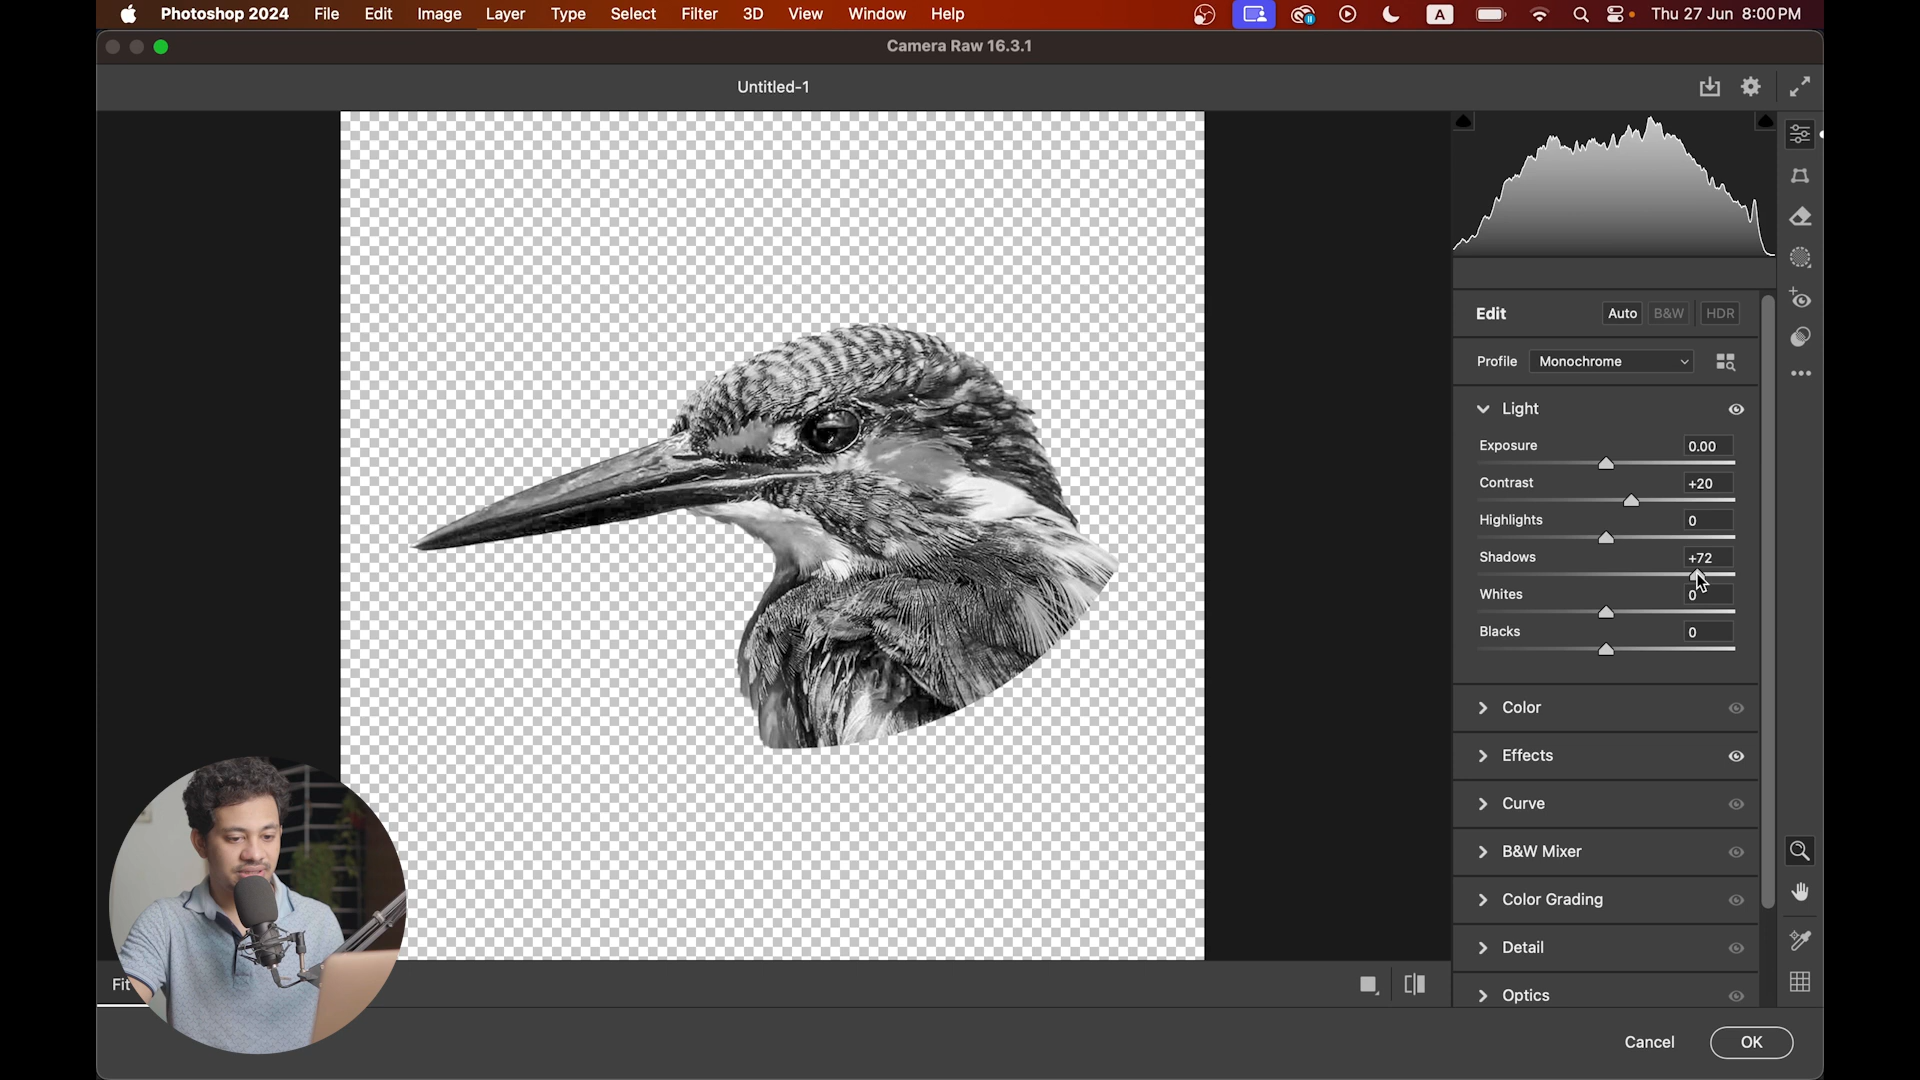 Photoshop 2024 File Edit Image Layer Type Select Filter 3D View Window Help A Thu 27 Jun 8:00 PM
Camera Raw 16.3.1
Untitled-1
Edit Auto B&W HDR
Profile Monochrome
Light
Exposure 0.00
Contrast +20
Highlights 0
Shadows +72
Whites 0
Blacks 0
Color
Effects
Curve
B&W Mixer
Color Grading
Detail
Fit
Optics
Cancel OK